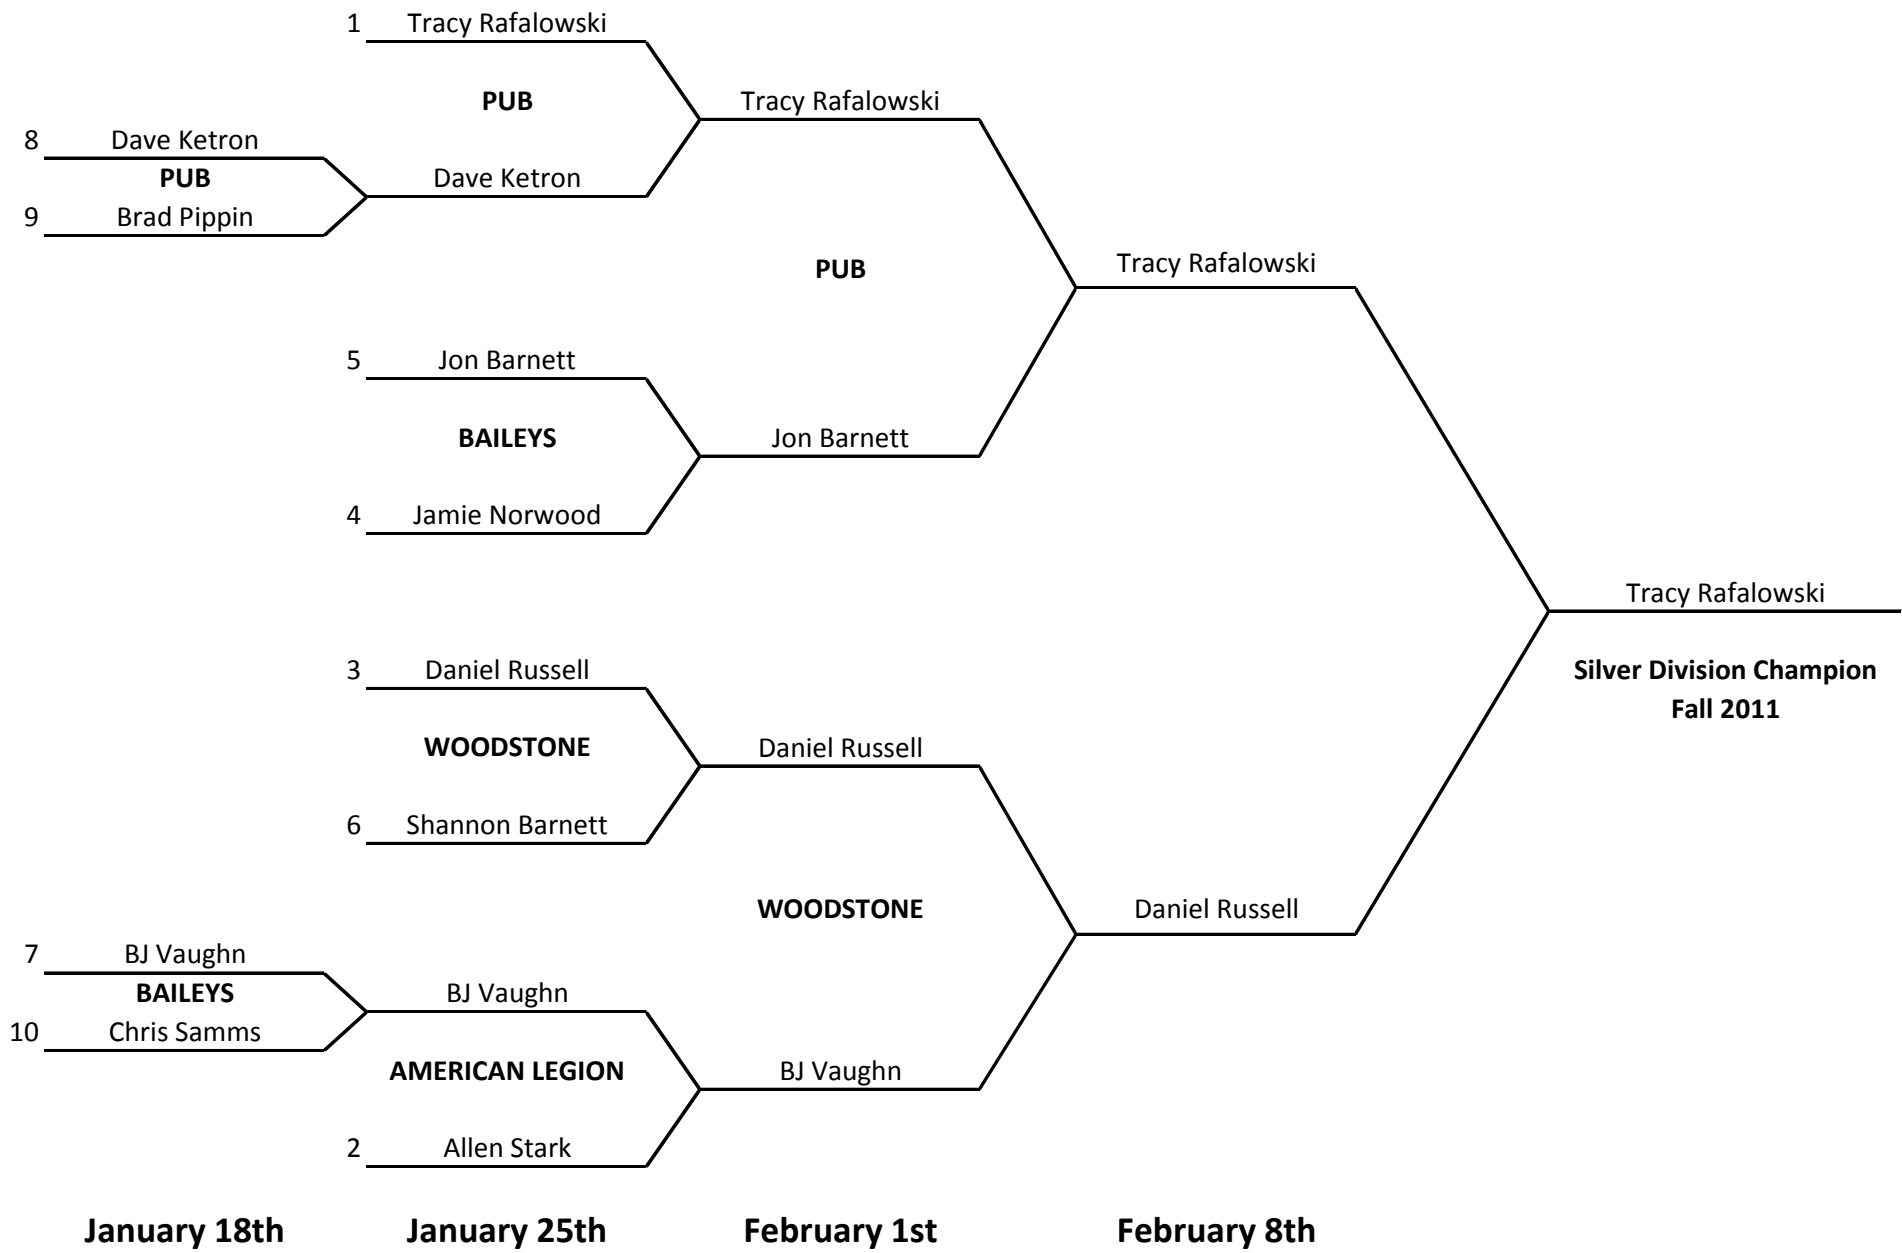 1 Tracy Rafalowski
PUB
Tracy Rafalowski
8 Dave Ketron
PUB
Dave Ketron
9 Brad Pippin
PUB
Tracy Rafalowski
5 Jon Barnett
BAILEYS
Jon Barnett
4 Jamie Norwood
Tracy Rafalowski
Silver Division Champion
Fall 2011
3 Daniel Russell
WOODSTONE
Daniel Russell
6 Shannon Barnett
WOODSTONE
Daniel Russell
7 BJ Vaughn
BAILEYS
BJ Vaughn
10 Chris Samms
AMERICAN LEGION
BJ Vaughn
2 Allen Stark
January 18th
January 25th
February 1st
February 8th